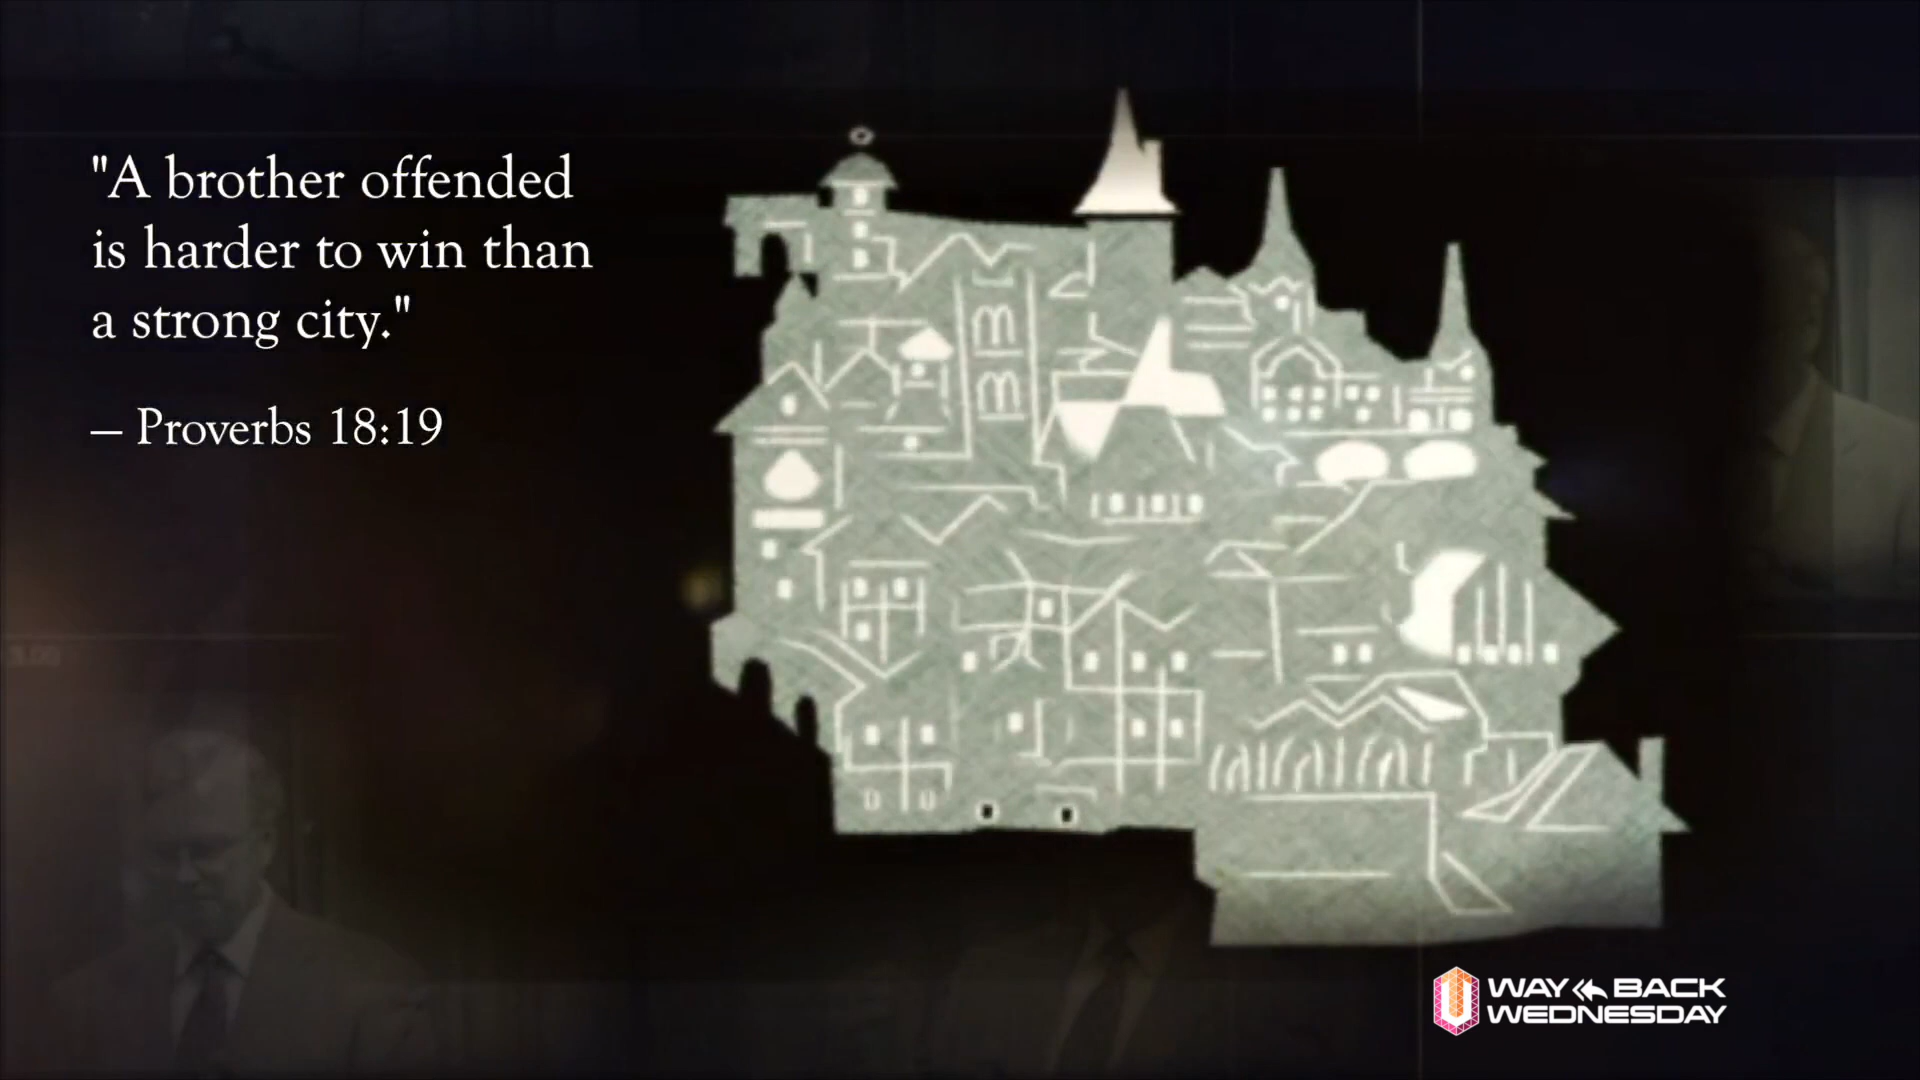 "A brother offended
is harder to win than
a strong city."
— Proverbs 18:19
WAY BACK
WEDNESDAY